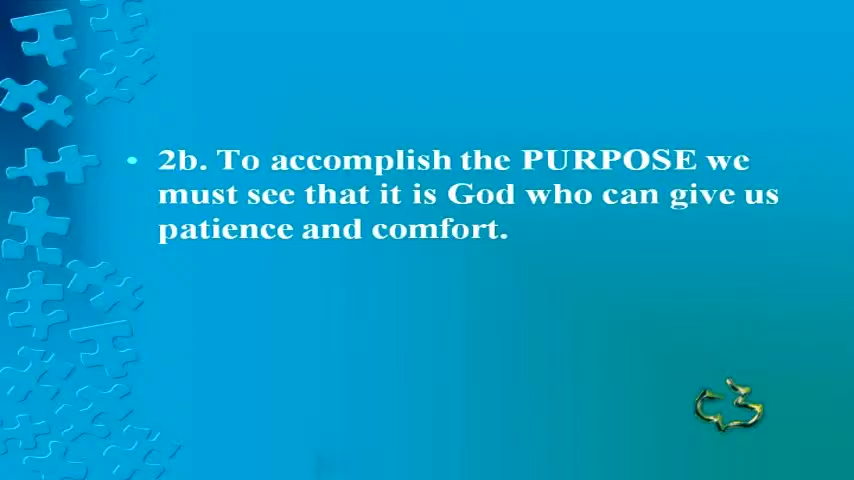 • 2b. To accomplish the PURPOSE we
must see that it is God who can give us
patience and comfort.